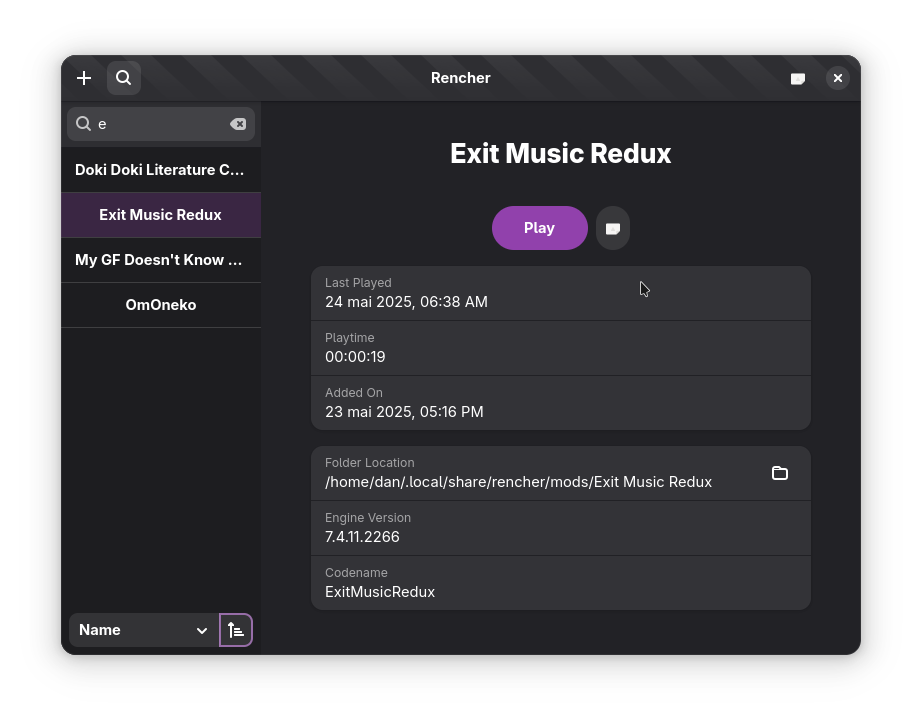 Rencher
e
Doki Doki Literature C...
Exit Music Redux
My GF Doesn't Know ...
OmOneko
Name
Exit Music Redux
Play
Last Played
24 mai 2025, 06:38 AM
Playtime
00:00:19
Added On
23 mai 2025, 05:16 PM
Folder Location
/home/dan/.local/share/rencher/mods/Exit Music Redux
Engine Version
7.4.11.2266
Codename
ExitMusicRedux